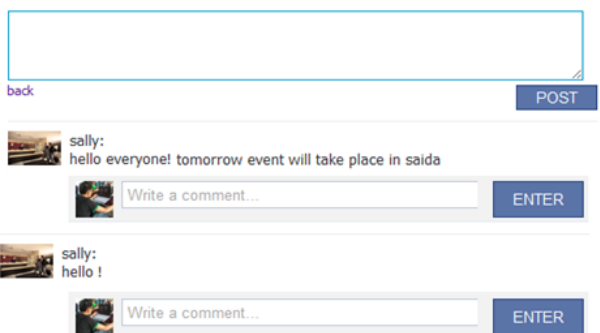 back
POST
sally:
hello everyone! tomorrow event will take place in saida
Write a comment...
ENTER
sally:
hello !
Write a comment...
ENTER